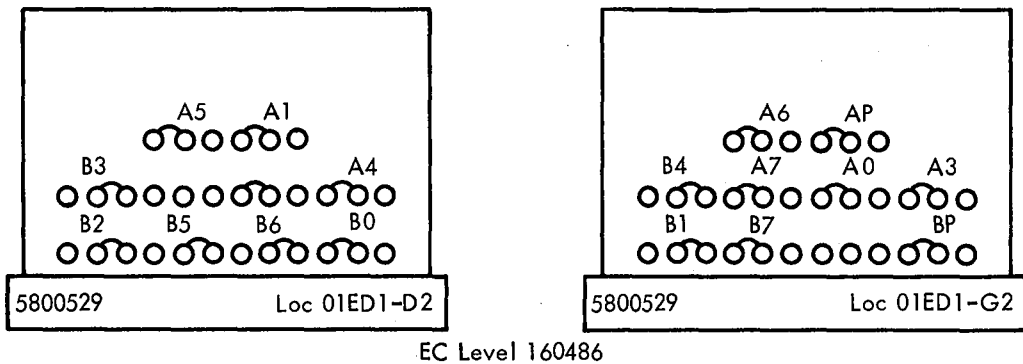 A5 A1
B3 A4
B2 B5 B6 B0
5800529 Loc 01ED1-D2
A6 AP
B4 A7 A0 A3
B1 B7 BP
5800529 Loc 01ED1-G2
EC Level 160486